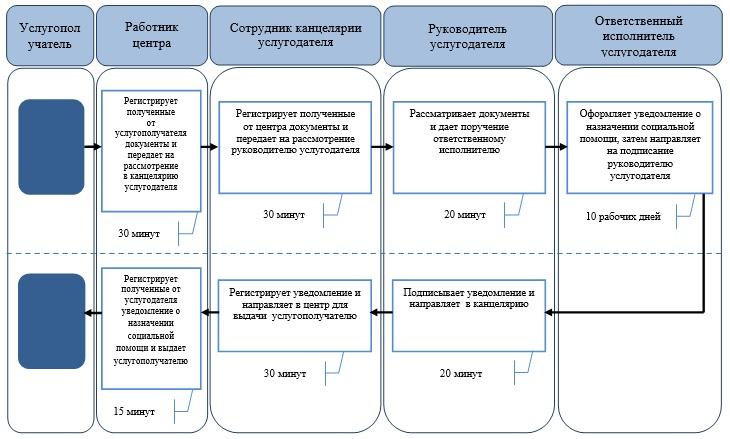 Услугопол
учатель
Работник
центра
Сотрудник канцелярии
услугодателя
Руководитель
услугодателя
Ответственный
исполнитель
услугодателя
Регистрирует
полученные
от
услугополучателя
документы и
передает на
рассмотрение
в канцелярию
услугодателя
30 минут
Регистрирует полученные
от центра документы и
передает на рассмотрение
руководителю услугодателя
30 минут
Рассматривает документы
и дает поручение
ответственному
исполнителю
20 минут
Оформляет уведомление о
назначении социальной
помощи, затем направляет
на подписание
руководителю
услугодателя
10 рабочих дней
Регистрирует
полученные от
услугодателя
уведомление о
назначении
социальной
помощи и выдает
услугополучателю
15 минут
Регистрирует уведомление и
направляет в центр для
выдачи услугополучателю
30 минут
Подписывает уведомление и
направляет в канцелярию
20 минут